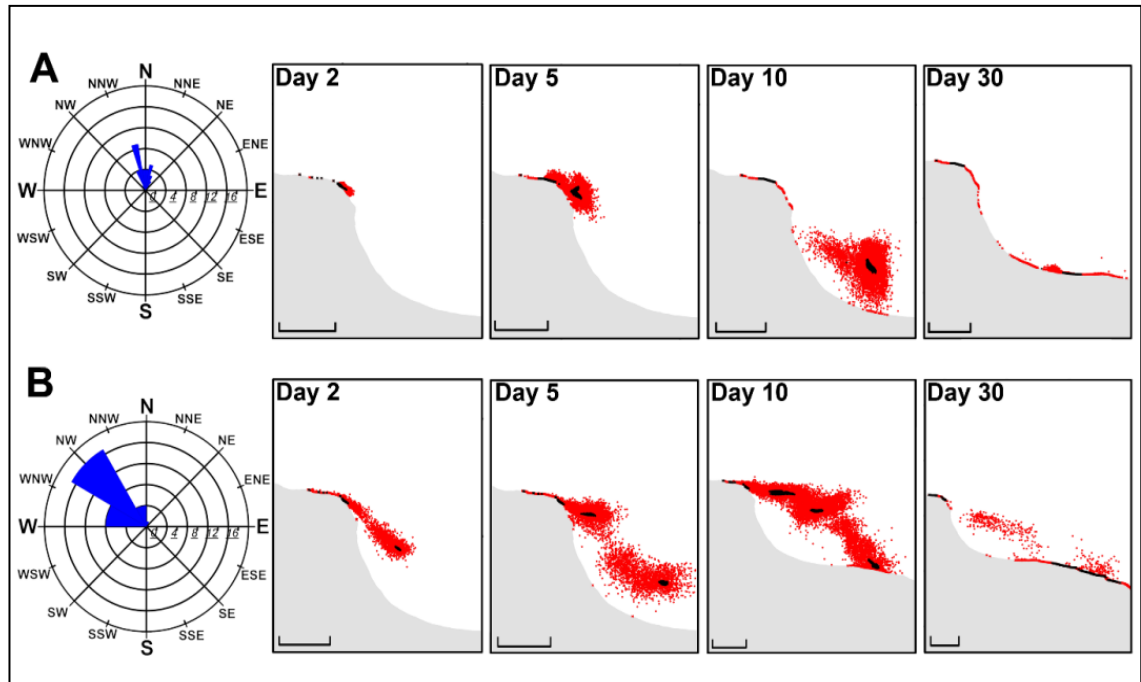 A
N
NNW
NNE
NW
NE
WNW
ENE
W
0 4 8 12 16
E
WSW
ESE
SW
SE
SSW
SSE
S
Day 2
Day 5
Day 10
Day 30
B
N
NNW
NNE
NW
NE
WNW
ENE
W
0 4 8 12 16
E
WSW
ESE
SW
SE
SSW
SSE
S
Day 2
Day 5
Day 10
Day 30